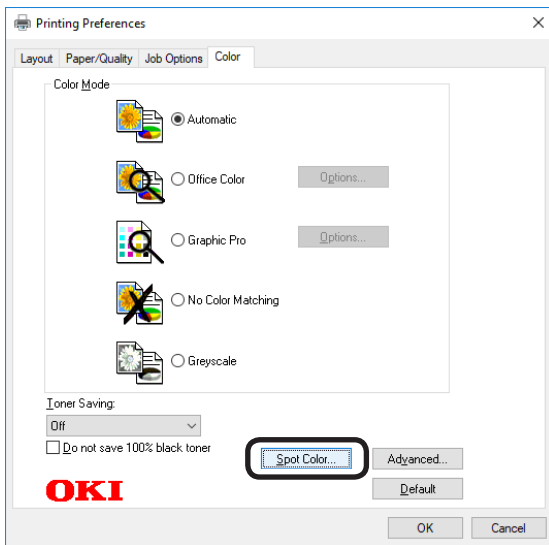 Printing Preferences
Layout Paper/Quality Job Options Color
Color Mode
Automatic
Office Color Options...
Graphic Pro Options...
No Color Matching
Greyscale
Toner Saving:
Off
Do not save 100% black toner
Spot Color... Advanced...
OKI Default
OK Cancel